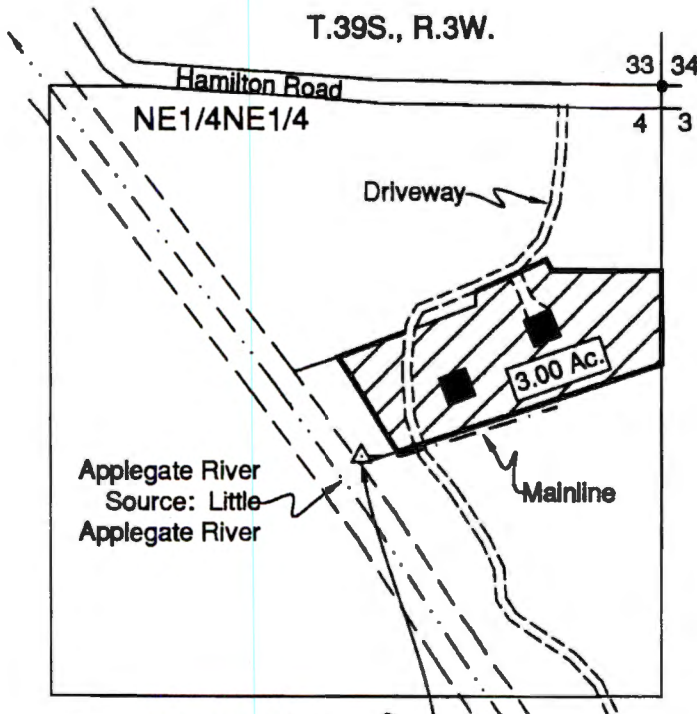 T.39S., R.3W.
33 34
Hamilton Road
NE1/4NE1/4
4 3
Driveway
3.00 Ac.
Applegate River
Source: Little
Applegate River
Mainline